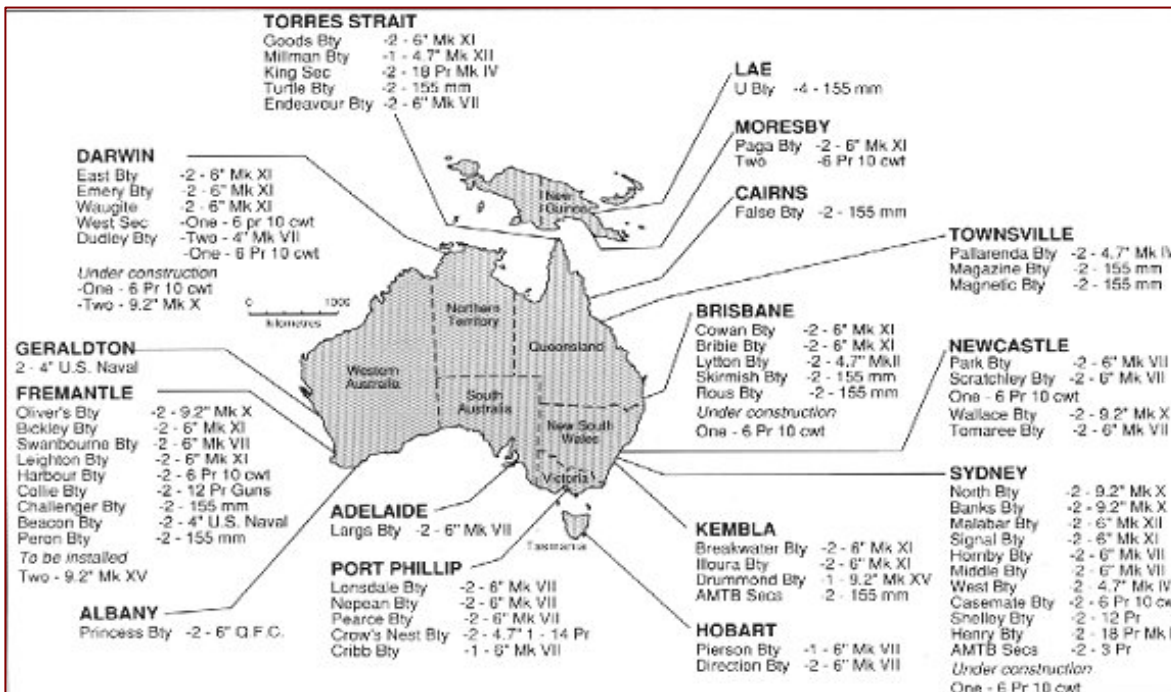 TORRES STRAIT
Goods Bty -2 - 6" Mk XI
Millman Bty -1 - 4.7" Mk XII
King Sec -2 - 18 Pr Mk IV
Turtle Bty -2 - 155 mm
Endeavour Bty -2 - 6" Mk VII
LAE
U Bty -4 - 155 mm
MORESBY
Paga Bty -2 - 6" Mk XI
Two -6 Pr 10 cwt
CAIRNS
False Bty -2 - 155 mm
TOWNSVILLE
Pallarenda Bty -2 - 4.7" Mk IV
Magazine Bty -2 - 155 mm
Magnetic Bty -2 - 155 mm
DARWIN
East Bty -2 - 6" Mk XI
Emery Bty -2 - 6" Mk XI
Waugite -2 - 6" Mk XI
West Sec -One - 6 pr 10 cwt
Dudley Bty -Two - 4" Mk VII
-One - 6 Pr 10 cwt
Under construction
-One - 6 Pr 10 cwt
-Two - 9.2" Mk X
0 1000
kilometres
New
Guinea
Northern
Territory
Queensland
Western
Australia
South
Australia
New South
Wales
Victoria
Tasmania
BRISBANE
Cowan Bty -2 - 6" Mk XI
Bribie Bty -2 - 6" Mk XI
Lytton Bty -2 - 4.7" MkII
Skirmish Bty -2 - 155 mm
Rous Bty -2 - 155 mm
Under construction
One - 6 Pr 10 cwt
NEWCASTLE
Park Bty -2 - 6" Mk VII
Scratchley Bty -2 - 6" Mk VII
One - 6 Pr 10 cwt
Wallace Bty -2 - 9.2" Mk X
Tomaree Bty -2 - 6" Mk VII
GERALDTON
2 - 4" U.S. Naval
FREMANTLE
Oliver's Bty -2 - 9.2" Mk X
Bickley Bty -2 - 6" Mk XI
Swanbourne Bty -2 - 6" Mk VII
Leighton Bty -2 - 6" Mk XI
Harbour Bty -2 - 6 Pr 10 cwt
Collie Bty -2 - 12 Pr Guns
Challenger Bty -2 - 155 mm
Beacon Bty -2 - 4" U.S. Naval
Peron Bty -2 - 155 mm
To be installed
Two - 9.2" Mk XV
ALBANY
Princess Bty -2 - 6" Q.F.C.
ADELAIDE
Largs Bty -2 - 6" Mk VII
PORT PHILLIP
Lonsdale Bty -2 - 6" Mk VII
Nepean Bty -2 - 6" Mk VII
Pearce Bty -2 - 6" Mk VII
Crow's Nest Bty -2 - 4.7" 1 - 14 Pr
Cribb Bty -1 - 6" Mk VII
KEMBLA
Breakwater Bty -2 - 6" Mk XI
Illoura Bty -2 - 6" Mk XI
Drummond Bty -1 - 9.2" Mk XV
AMTB Secs -2 - 155 mm
HOBART
Pierson Bty -1 - 6" Mk VII
Direction Bty -2 - 6" Mk VII
SYDNEY
North Bty -2 - 9.2" Mk X
Banks Bty -2 - 9.2" Mk X
Malabar Bty -2 - 6" Mk XII
Signal Bty -2 - 6" Mk XI
Hornby Bty -2 - 6" Mk VII
Middle Bty -2 - 6" Mk VII
West Bty -2 - 4.7" Mk IV
Casemate Bty -2 - 6 Pr 10 cw
Shelley Bty -2 - 12 Pr
Henry Bty -2 - 18 Pr Mk
AMTB Secs -2 - 3 Pr
Under construction
One - 6 Pr 10 cwt